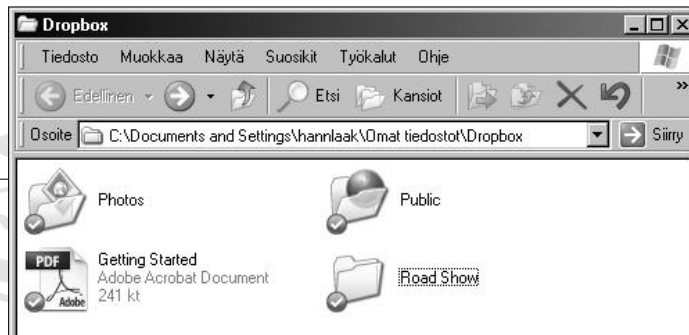 Dropbox
Tiedosto Muokkaa Näytä Suosikit Työkalut Ohje
Edellinen Etsi Kansiot »
Osoite C:\Documents and Settings\hannlaak\Omat tiedostot\Dropbox Siirry
Photos Public
PDF Adobe Getting Started
Adobe Acrobat Document
241 kt
Road Show